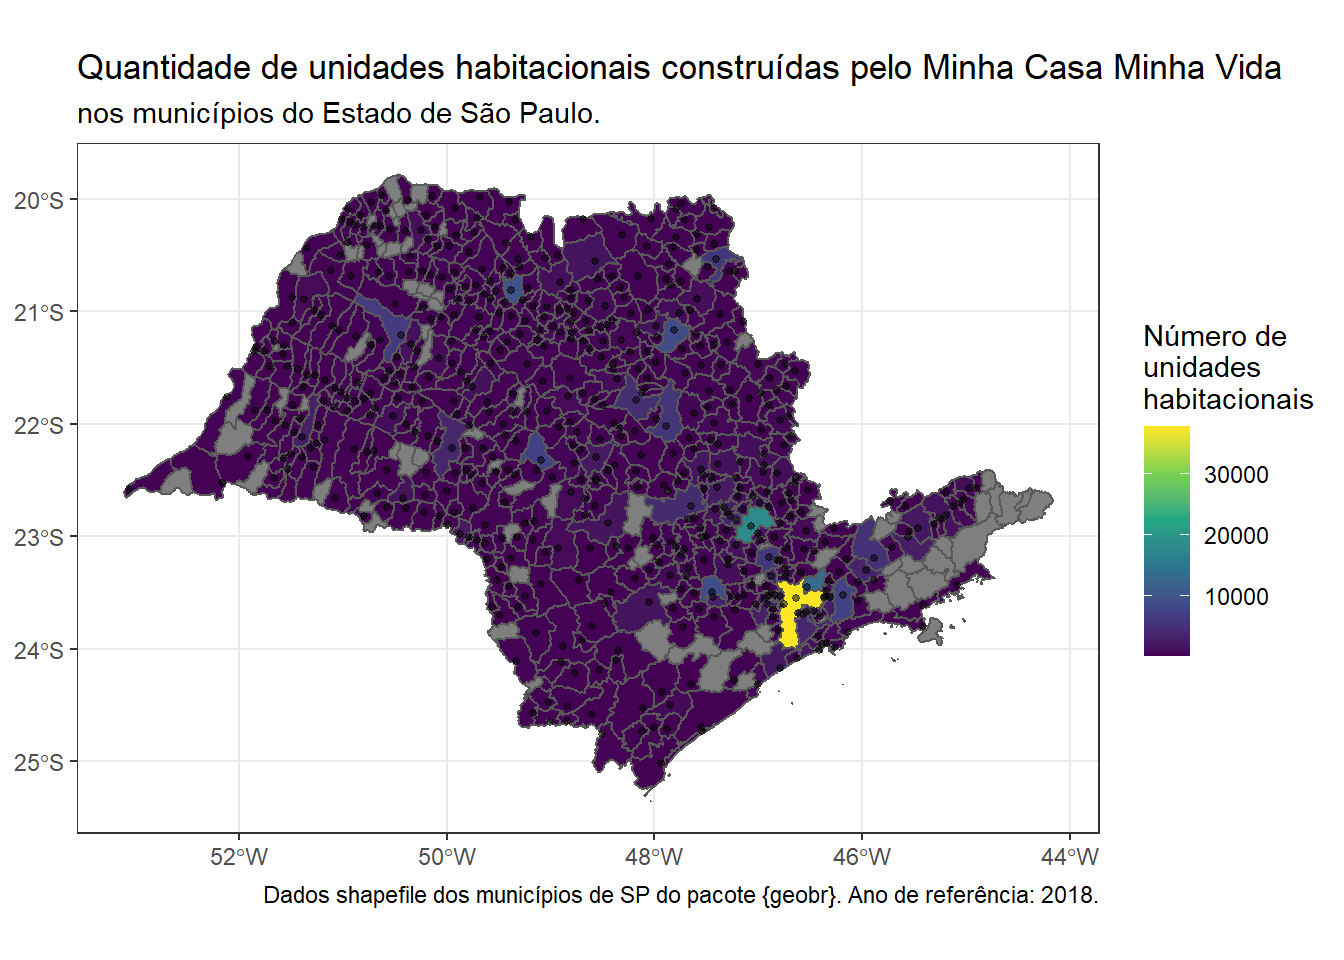 Quantidade de unidades habitacionais construídas pelo Minha Casa Minha Vida
nos municípios do Estado de São Paulo.
20°S
21°S
22°S
23°S
24°S
25°S
52°W
50°W
48°W
46°W
44°W
Número de
unidades
habitacionais
30000
20000
10000
Dados shapefile dos municípios de SP do pacote {geobr}. Ano de referência: 2018.